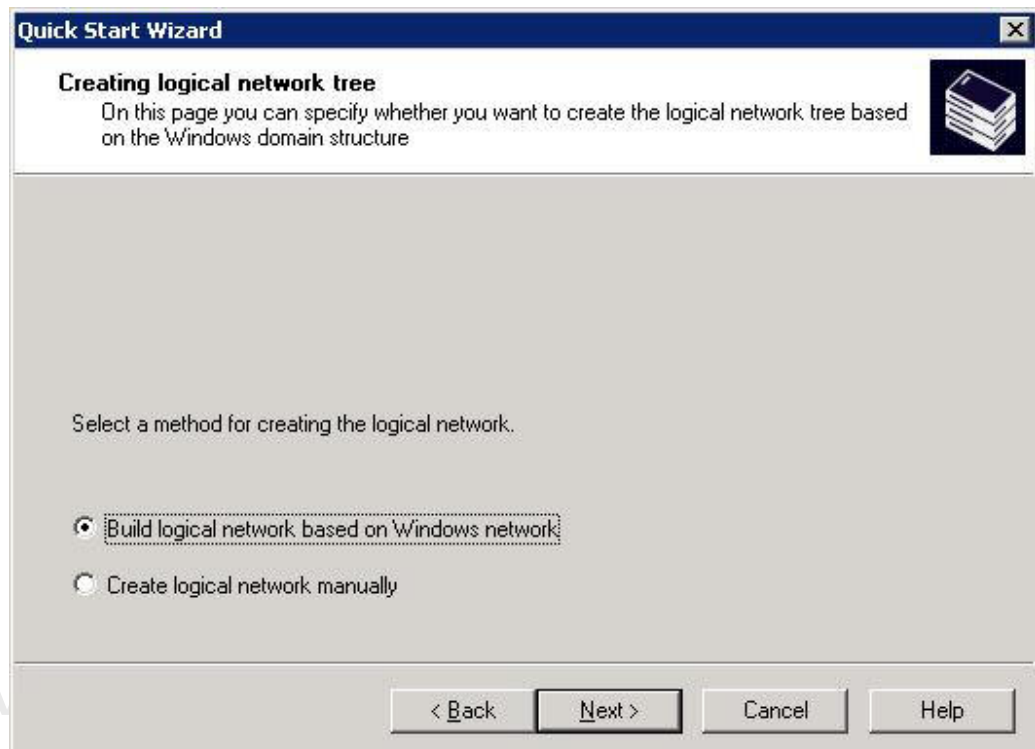 Quick Start Wizard
Creating logical network tree
On this page you can specify whether you want to create the logical network tree based
on the Windows domain structure
Select a method for creating the logical network.
Build logical network based on Windows network
Create logical network manually
< Back Next > Cancel Help